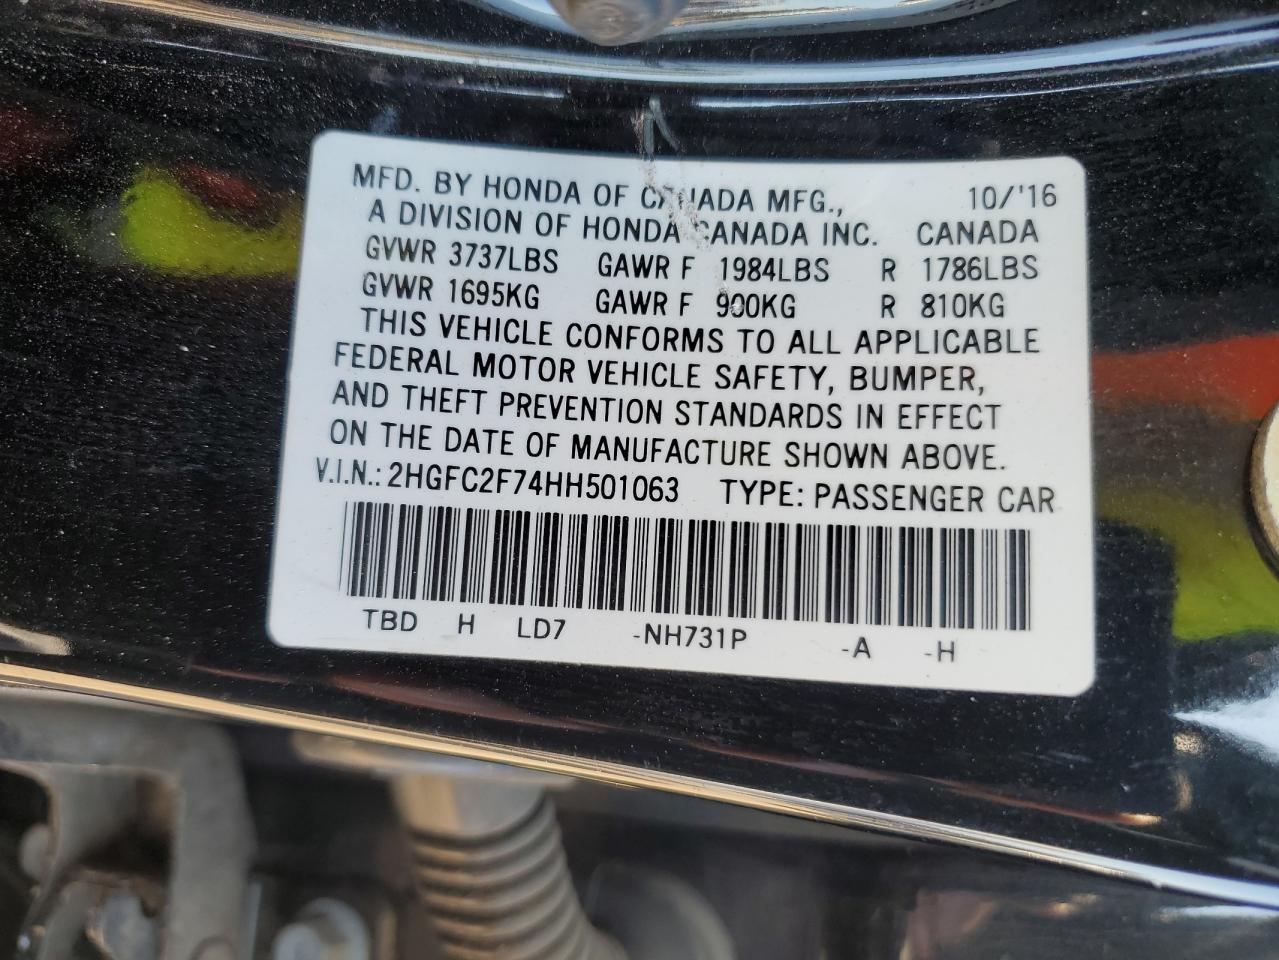 MFD. BY HONDA OF CANADA MFG., 10/'16
A DIVISION OF HONDA CANADA INC. CANADA
GVWR 3737LBS GAWR F 1984LBS R 1786LBS
GVWR 1695KG GAWR F 900KG R 810KG
THIS VEHICLE CONFORMS TO ALL APPLICABLE
FEDERAL MOTOR VEHICLE SAFETY, BUMPER,
AND THEFT PREVENTION STANDARDS IN EFFECT
ON THE DATE OF MANUFACTURE SHOWN ABOVE.
V.I.N.: 2HGFC2F74HH501063 TYPE: PASSENGER CAR
TBD H LD7 -NH731P -A -H